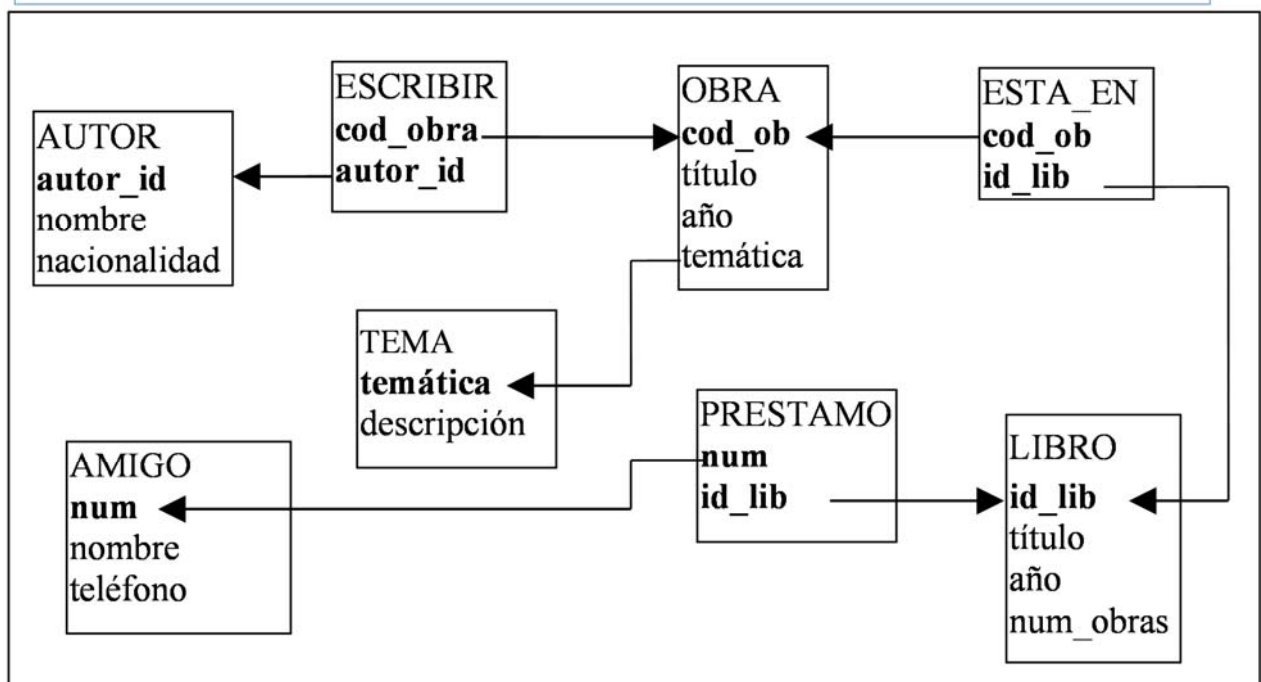 AUTOR
autor_id
nombre
nacionalidad
ESCRIBIR
cod_obra
autor_id
OBRA
cod_ob
título
año
temática
ESTA_EN
cod_ob
id_lib
TEMA
temática
descripción
AMIGO
num
nombre
teléfono
PRESTAMO
num
id_lib
LIBRO
id_lib
título
año
num_obras